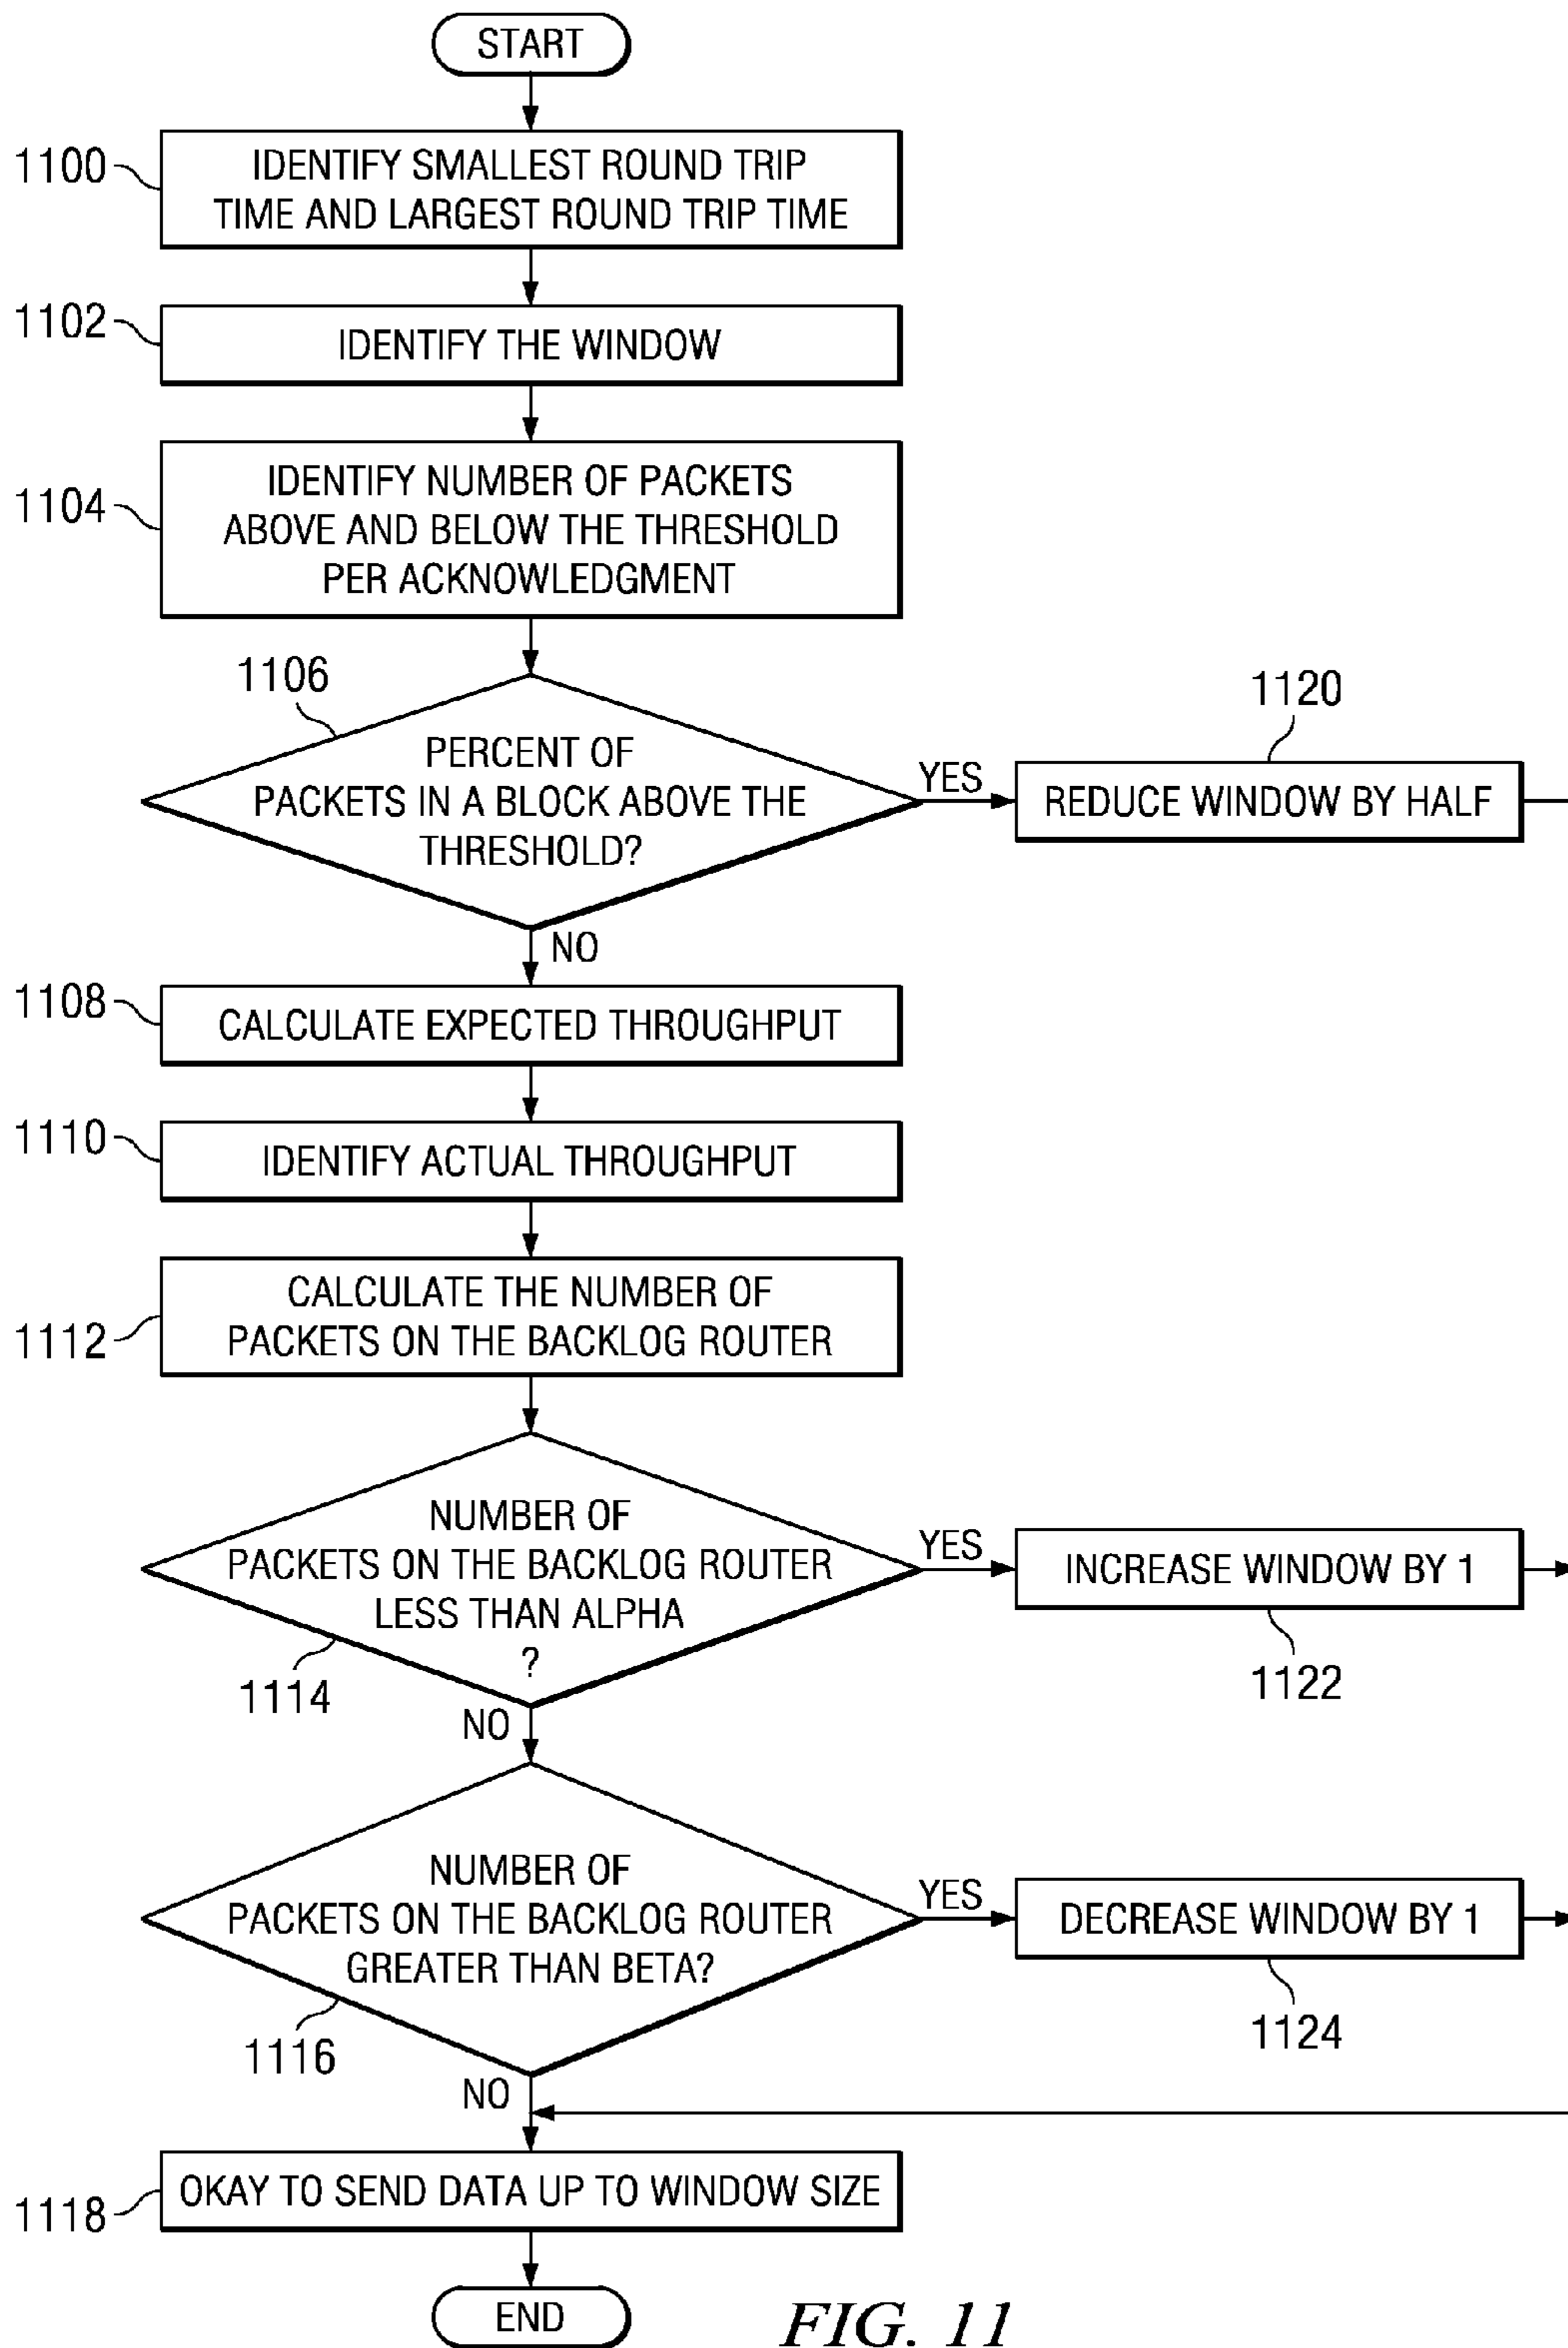 START
1100
IDENTIFY SMALLEST ROUND TRIP
TIME AND LARGEST ROUND TRIP TIME
1102
IDENTIFY THE WINDOW
1104
IDENTIFY NUMBER OF PACKETS
ABOVE AND BELOW THE THRESHOLD
PER ACKNOWLEDGMENT
1106
PERCENT OF
PACKETS IN A BLOCK ABOVE THE
THRESHOLD?
YES
1120
REDUCE WINDOW BY HALF
NO
1108
CALCULATE EXPECTED THROUGHPUT
1110
IDENTIFY ACTUAL THROUGHPUT
1112
CALCULATE THE NUMBER OF
PACKETS ON THE BACKLOG ROUTER
NUMBER OF
PACKETS ON THE BACKLOG ROUTER
LESS THAN ALPHA
?
1114
YES
INCREASE WINDOW BY 1
1122
NO
NUMBER OF
PACKETS ON THE BACKLOG ROUTER
GREATER THAN BETA?
1116
YES
DECREASE WINDOW BY 1
1124
NO
1118
OKAY TO SEND DATA UP TO WINDOW SIZE
END
FIG. 11